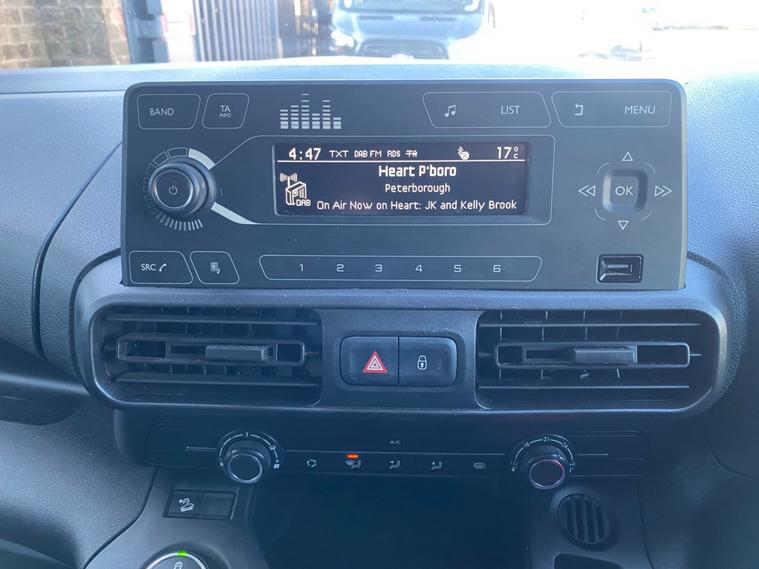 BAND
TA
INFO
LIST
MENU
4:47 TXT DAB FM RDS TA 17°C
Heart P'boro
Peterborough
DAB
On Air Now on Heart: JK and Kelly Brook
OK
SRC
1 2 3 4 5 6
A/C
21